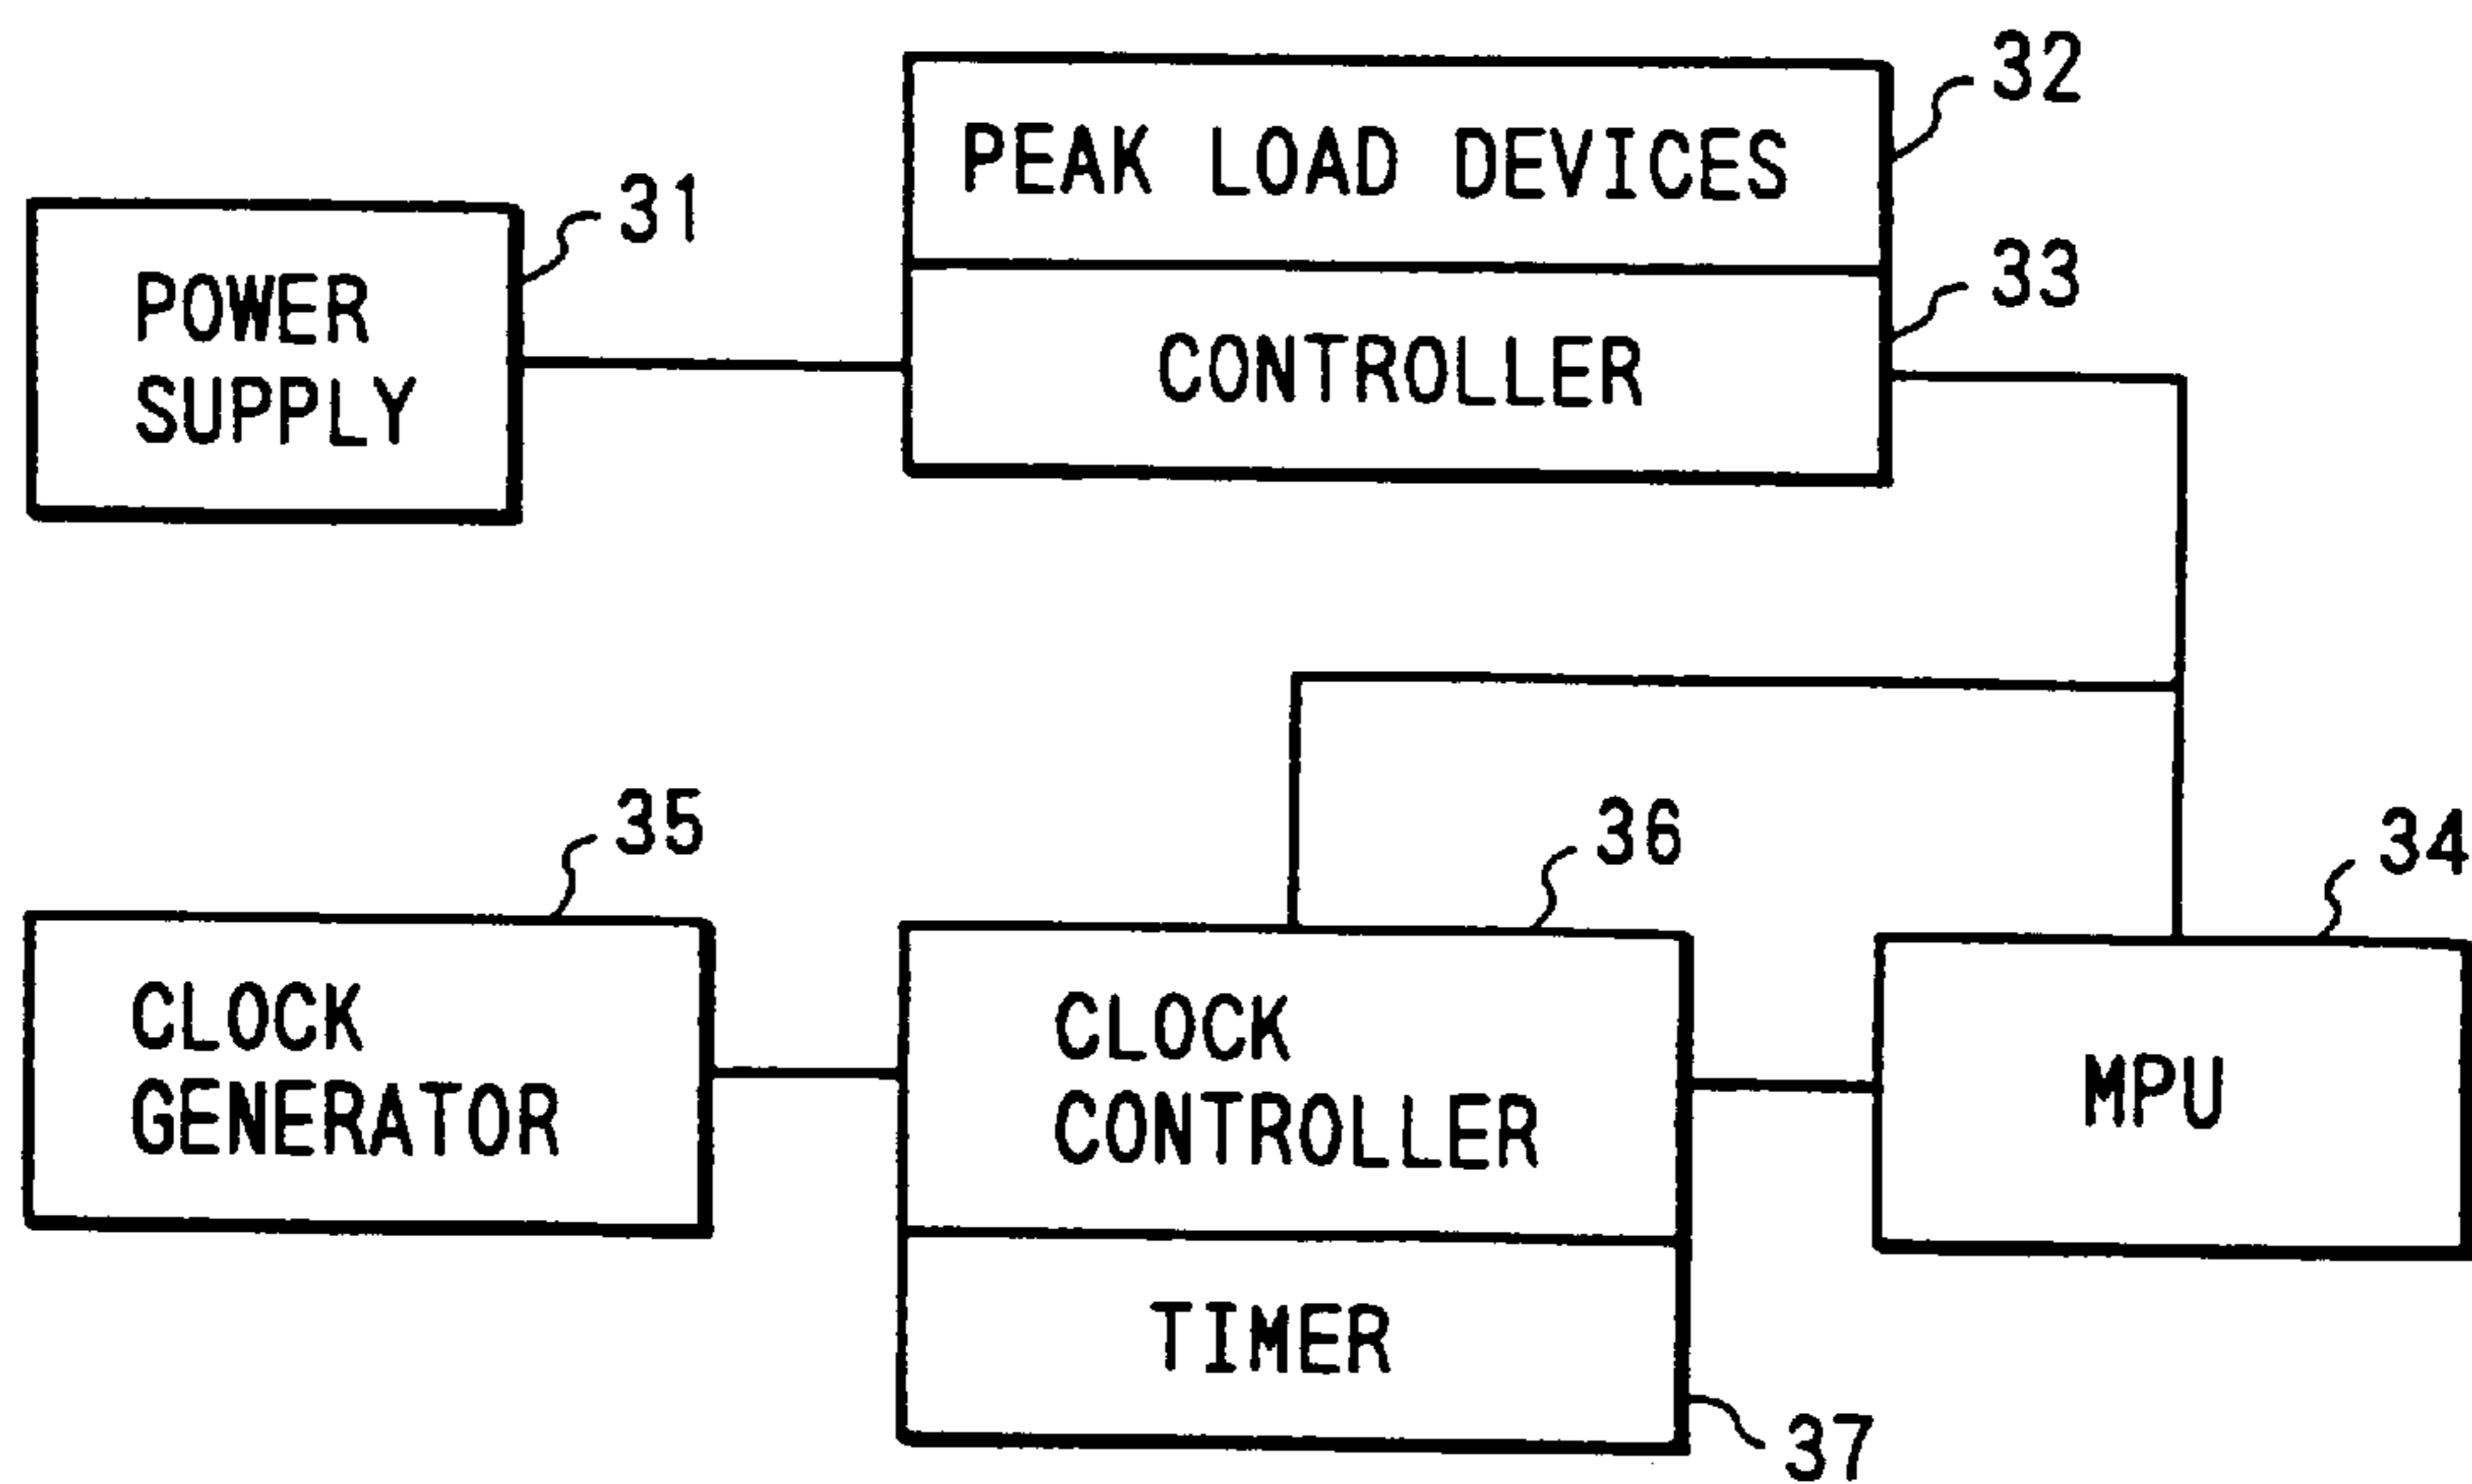 32
PEAK LOAD DEVICES
31
33
POWER
SUPPLY
CONTROLLER
35
36
34
CLOCK
GENERATOR
CLOCK
CONTROLLER
MPU
TIMER
37